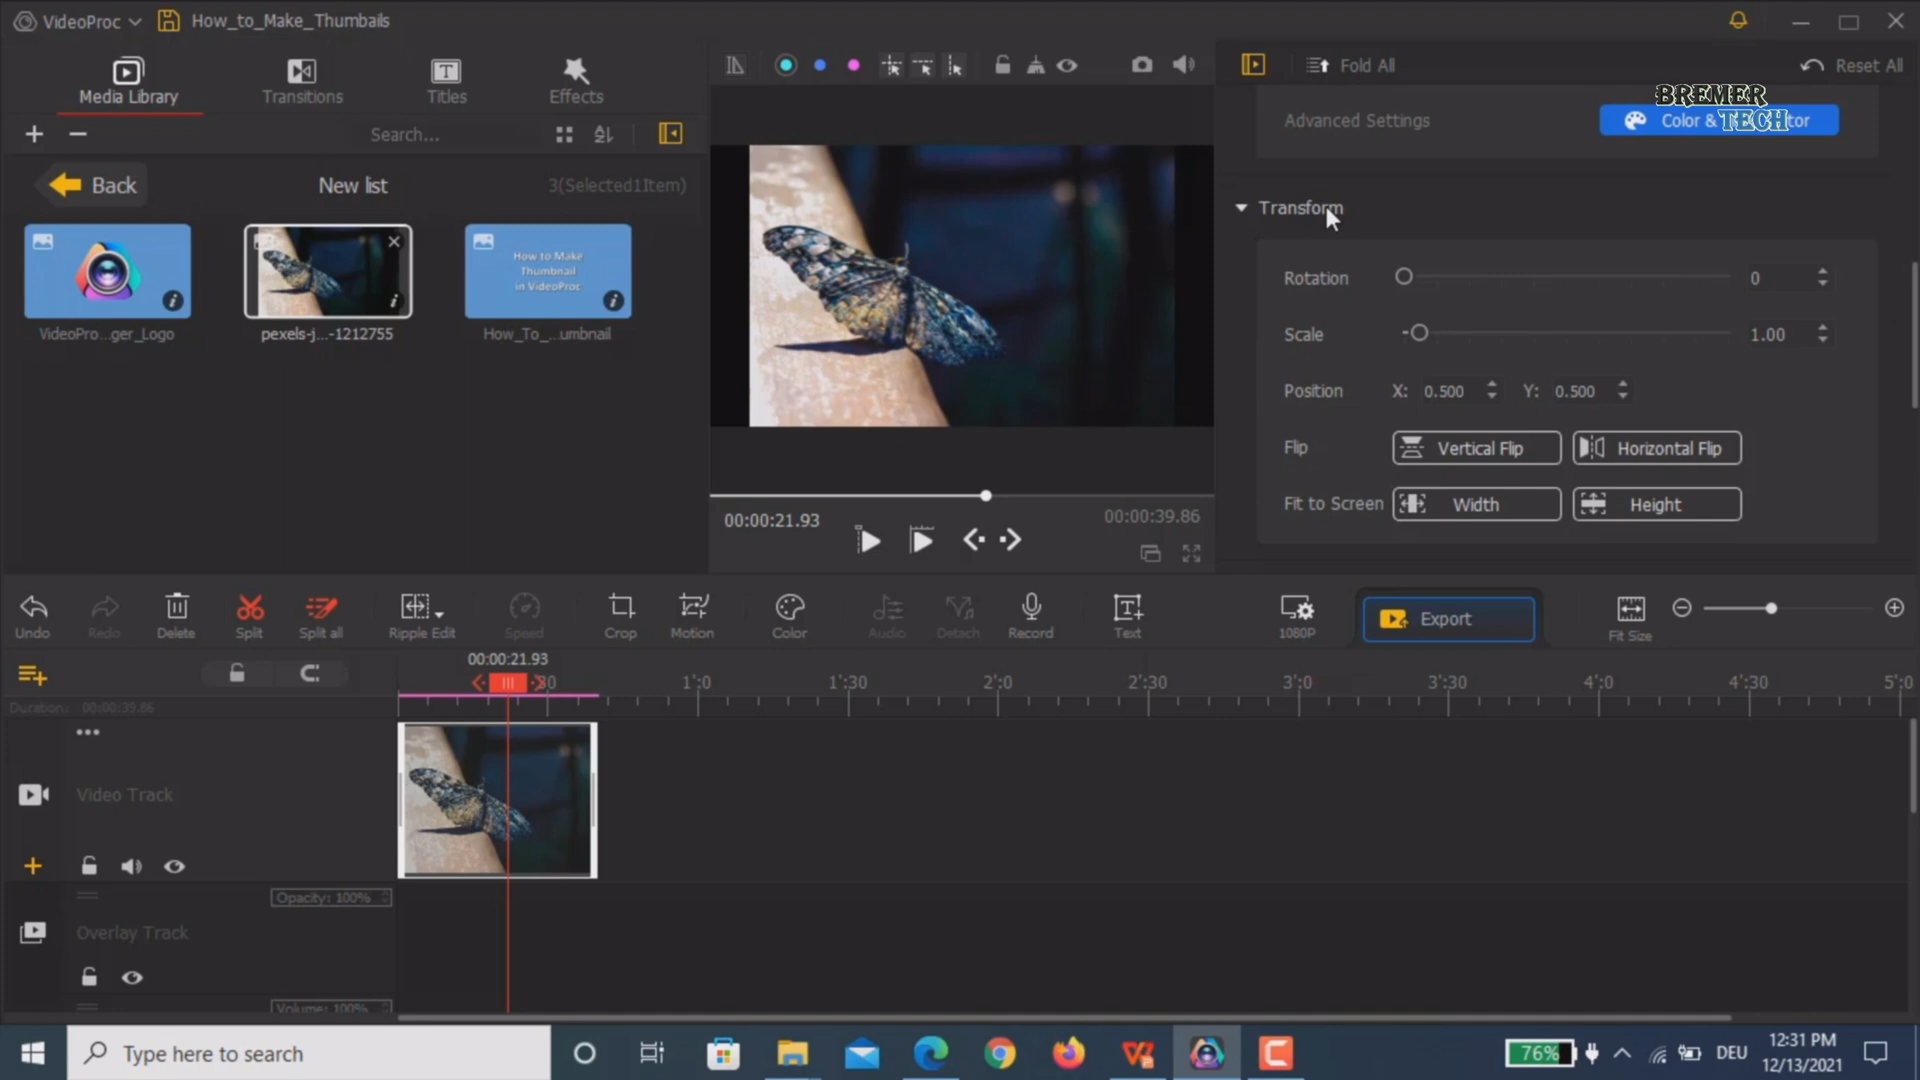 VideoProc
How_to_Make_Thumbails
Media Library
Transitions
Titles
Effects
Search...
Back
New list
3(Selected1Item)
How to Make
Thumbnail
in VideoProc
VideoPro...ger_Logo
pexels-j...-1212755
How_To_...umbnail
00:00:21.93
00:00:39.86
Fold All
Reset All
BREMER
TECH
Advanced Settings
Color &
tor
Transform
Rotation
0
Scale
1.00
Position
X: 0.500
Y: 0.500
Flip
Vertical Flip
Horizontal Flip
Fit to Screen
Width
Height
Undo
Redo
Delete
Split
Split all
Ripple Edit
Speed
Crop
Motion
Color
Audio
Detach
Record
Text
1080P
Export
Fit Size
00:00:21.93
30
1'0
1'30
2'0
2'30
3'0
3'30
4'0
4'30
5'0
Duration: 00:00:39.86
Video Track
Opacity: 100%
Overlay Track
Volume: 100%
Type here to search
76%
DEU
12:31 PM
12/13/2021